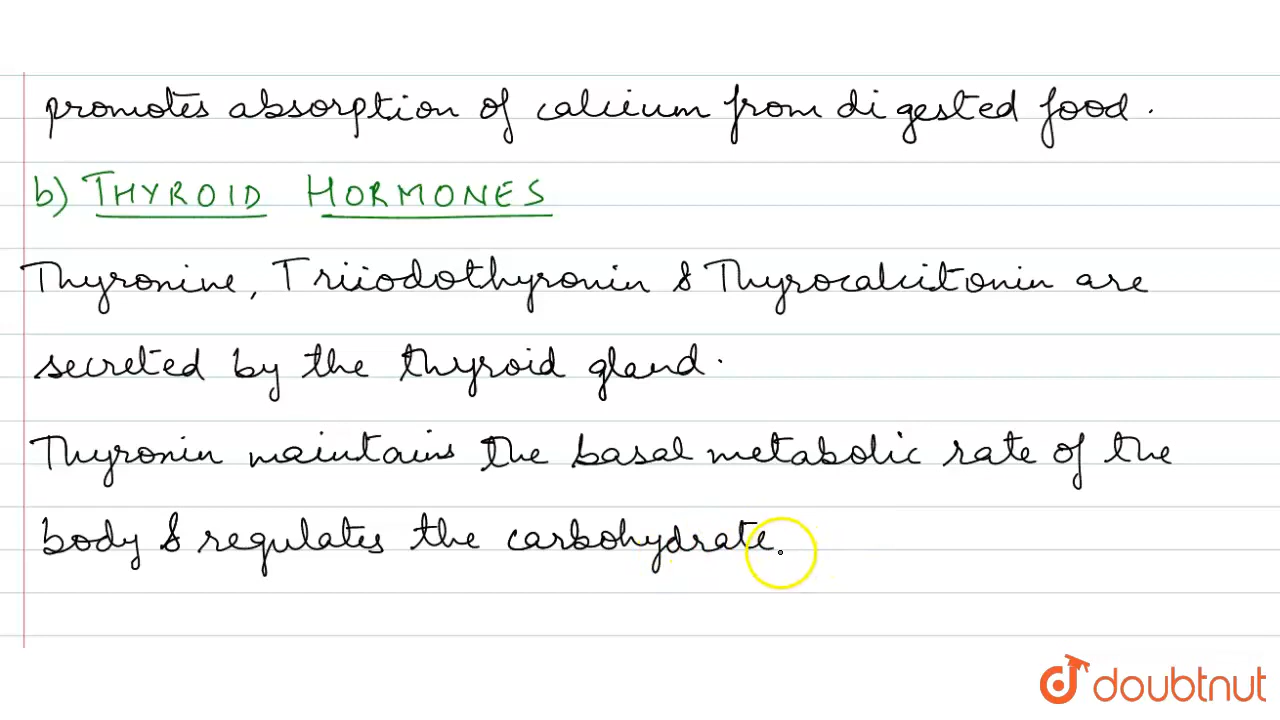 promotes absorption of calcium from digested food.
b) THYROID HORMONES
Thyronine, Triiodothyronin & Thyrocalcitonin are
secreted by the thyroid gland.
Thyronin maintains the basal metabolic rate of the
body & regulates the carbohydrate.
doubtnut